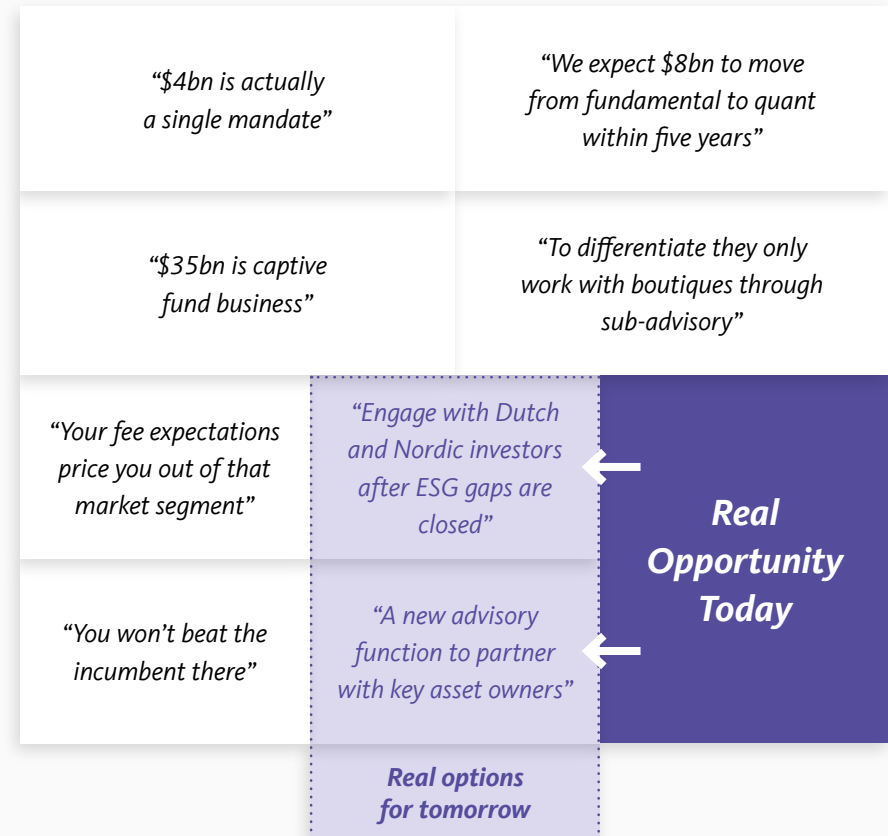 “$4bn is actually
a single mandate”
“We expect $8bn to move
from fundamental to quant
within five years”
“$35bn is captive
fund business”
“To differentiate they only
work with boutiques through
sub-advisory”
“Your fee expectations
price you out of that
market segment”
“Engage with Dutch
and Nordic investors
after ESG gaps are
closed”
Real
Opportunity
Today
“You won’t beat the
incumbent there”
“A new advisory
function to partner
with key asset owners”
Real options
for tomorrow